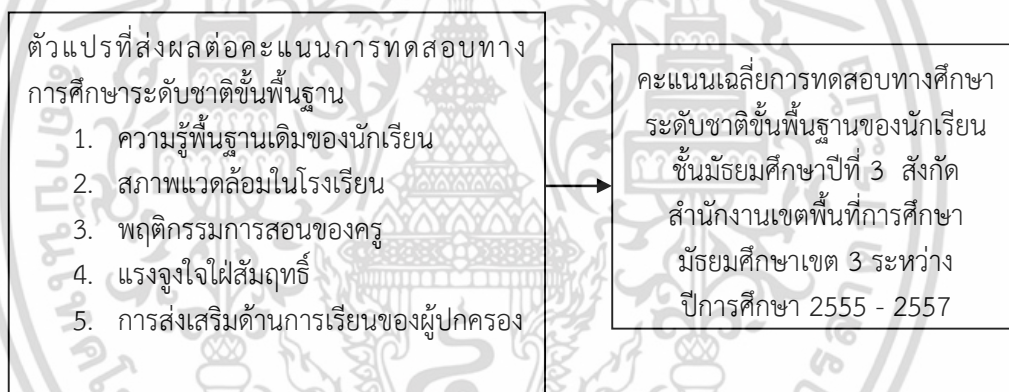 ตัวแปรที่ส่งผลต่อคะแนนการทดสอบทาง
การศึกษาระดับชาติขั้นพื้นฐาน
1. ความรู้พื้นฐานเดิมของนักเรียน
2. สภาพแวดล้อมในโรงเรียน
3. พฤติกรรมการสอนของครู
4. แรงจูงใจใฝ่สัมฤทธิ์
5. การส่งเสริมด้านการเรียนของผู้ปกครอง
คะแนนเฉลี่ยการทดสอบทางศึกษา
ระดับชาติขั้นพื้นฐานของนักเรียน
ชั้นมัธยมศึกษาปีที่ 3 สังกัด
สำนักงานเขตพื้นที่การศึกษา
มัธยมศึกษาเขต 3 ระหว่าง
ปีการศึกษา 2555 - 2557